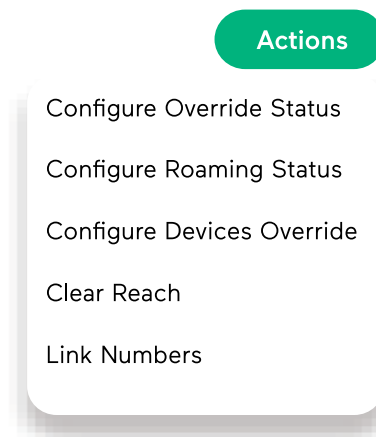 Actions
Configure Override Status
Configure Roaming Status
Configure Devices Override
Clear Reach
Link Numbers